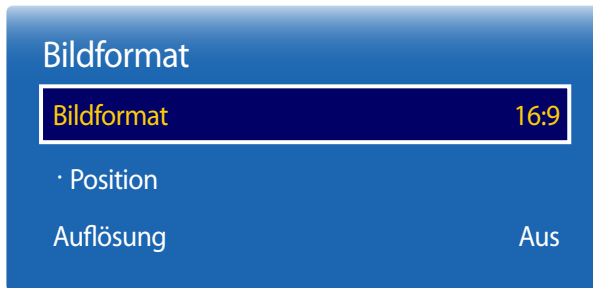 Bildformat
Bildformat 16:9
· Position
Auflösung Aus